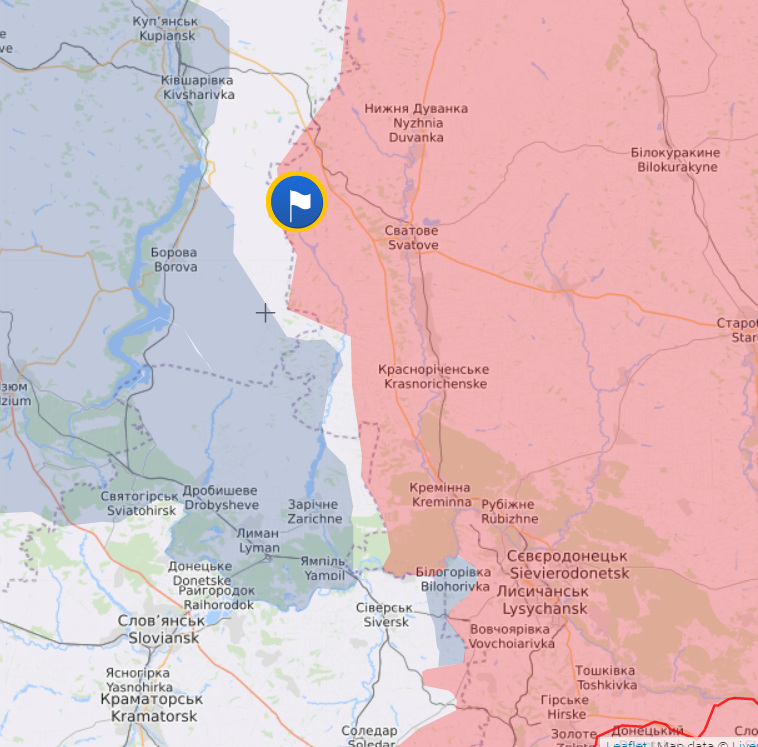 Куп'янськ
Kupiansk
ve
Ківшарівка
Kivsharivka
Нижня Дуванка
Nyzhnia
Duvanka
Білокуракине
Bilokurakyne
Сватове
Svatove
Борова
Borova
Старо
Star
Красноріченське
Krasnorichenske
зюм
zium
Кремінна
Kreminna
Рубіжне
Rubizhne
Святогірськ
Sviatohirsk
Дробишеве
Drobysheve
Зарічне
Zarichne
Лиман
Lyman
Ямпіль
Yampil
Донецьке
Donetske
Райгородок
Raihorodok
Білогорівка
Bilohorivka
Сєвєродонецьк
Sievierodonetsk
Лисичанськ
Lysychansk
Сіверськ
Siversk
Слов'янськ
Sloviansk
Вовчоярівка
Vovchoiarivka
Ясногірка
Yasnohirka
Краматорськ
Kramatorsk
Тошківка
Toshkivka
Гірське
Hirske
Соледар
Soledar
Золоте
Донецький
Сло
Leaflet | Map data © Live